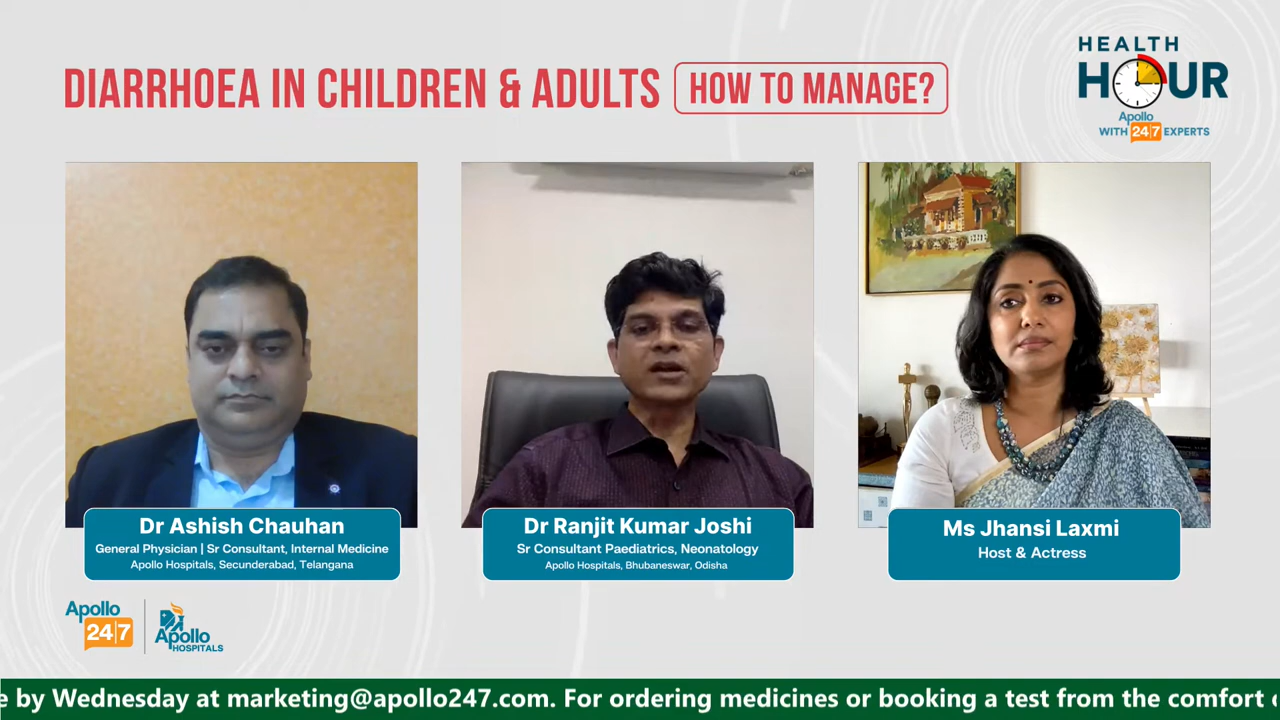 DIARRHOEA IN CHILDREN & ADULTS HOW TO MANAGE?
HEALTH
HOUR
Apollo
WITH 24|7 EXPERTS
Dr Ashish Chauhan
General Physician | Sr Consultant, Internal Medicine
Apollo Hospitals, Secunderabad, Telangana
Dr Ranjit Kumar Joshi
Sr Consultant Paediatrics, Neonatology
Apollo Hospitals, Bhubaneswar, Odisha
Ms Jhansi Laxmi
Host & Actress
Apollo
24|7
Apollo
HOSPITALS
e by Wednesday at marketing@apollo247.com. For ordering medicines or booking a test from the comfort